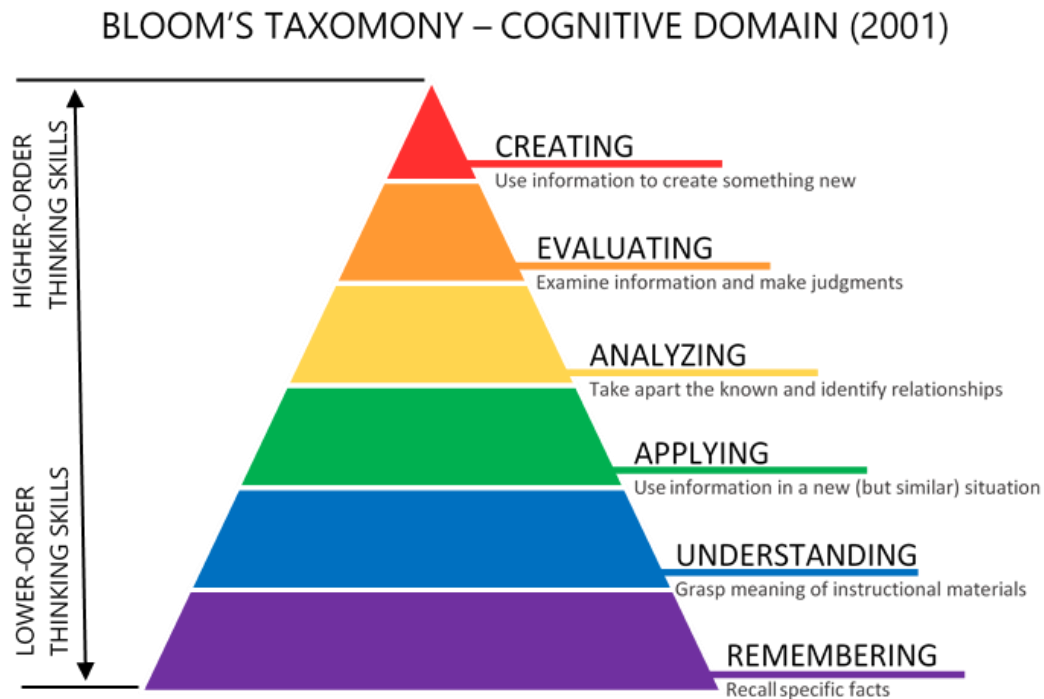 BLOOM'S TAXOMONY – COGNITIVE DOMAIN (2001)
HIGHER-ORDER
THINKING SKILLS
CREATING
Use information to create something new
EVALUATING
Examine information and make judgments
ANALYZING
Take apart the known and identify relationships
APPLYING
Use information in a new (but similar) situation
LOWER-ORDER
THINKING SKILLS
UNDERSTANDING
Grasp meaning of instructional materials
REMEMBERING
Recall specific facts